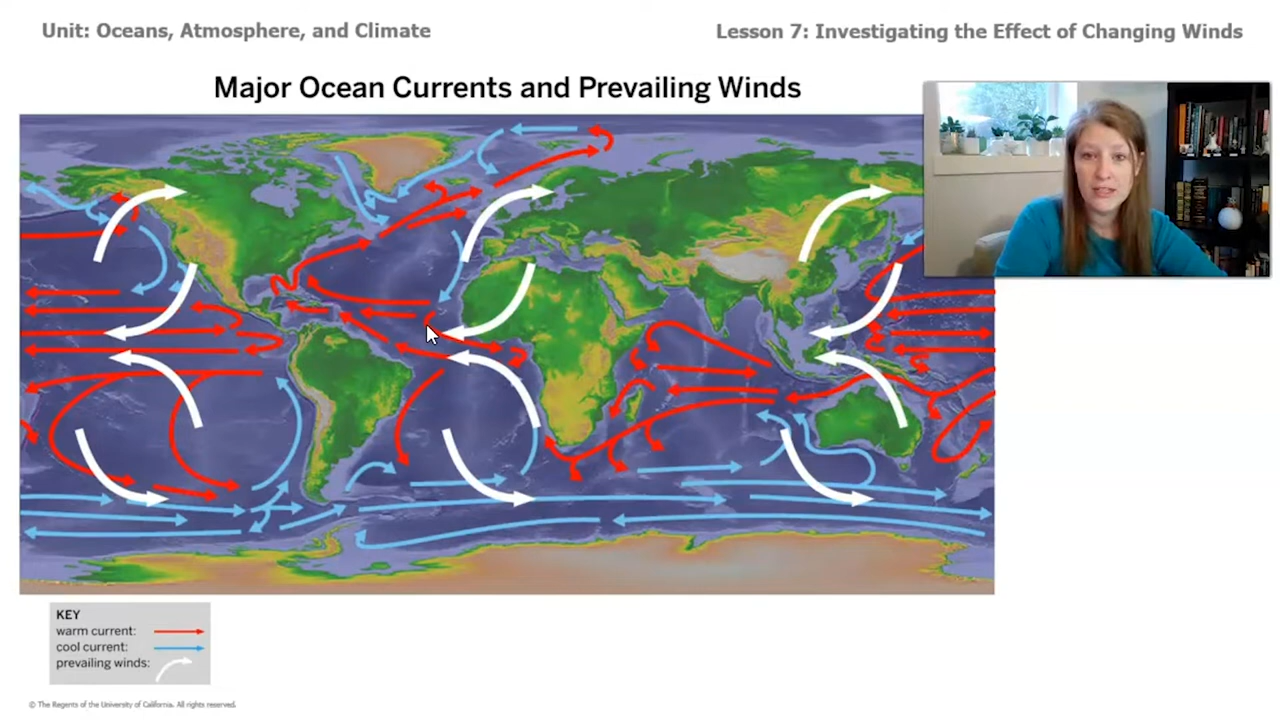 Unit: Oceans, Atmosphere, and Climate
Lesson 7: Investigating the Effect of Changing Winds
Major Ocean Currents and Prevailing Winds
KEY
warm current:
cool current:
prevailing winds:
© The Regents of the University of California. All rights reserved.